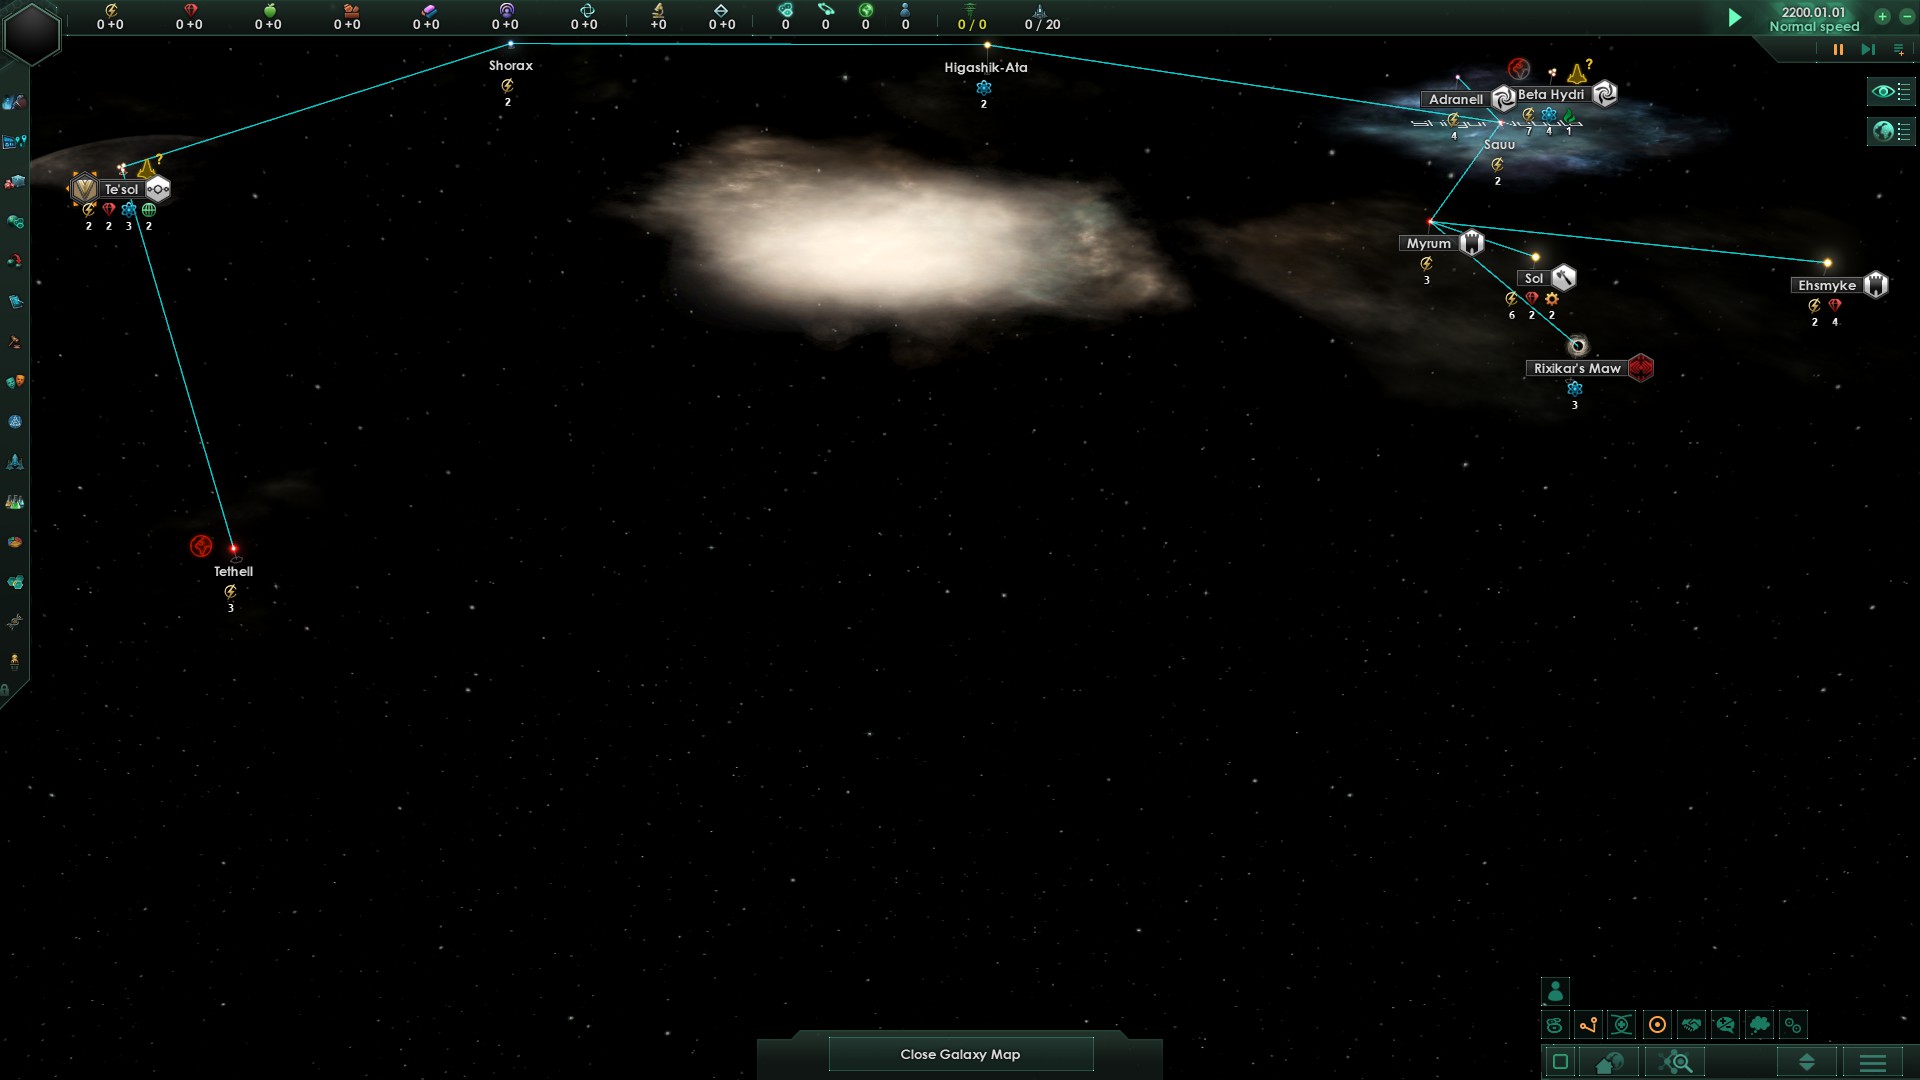 0 +0 0 +0 0 +0 0 +0 0 +0 0 +0 0 +0 +0 0 +0 0 0 0 0 0 / 0 0 / 20
2200.01.01
Normal speed
Shorax
2
Higashik-Ata
2
Adranell
4
Beta Hydri
7 4 1
Shigui Nebula
Sauu
2
Te'sol
2 2 3 2
Myrum
3
Sol
6 2 2
Ehsmyke
2 4
Rixikar's Maw
3
Tethell
3
Close Galaxy Map